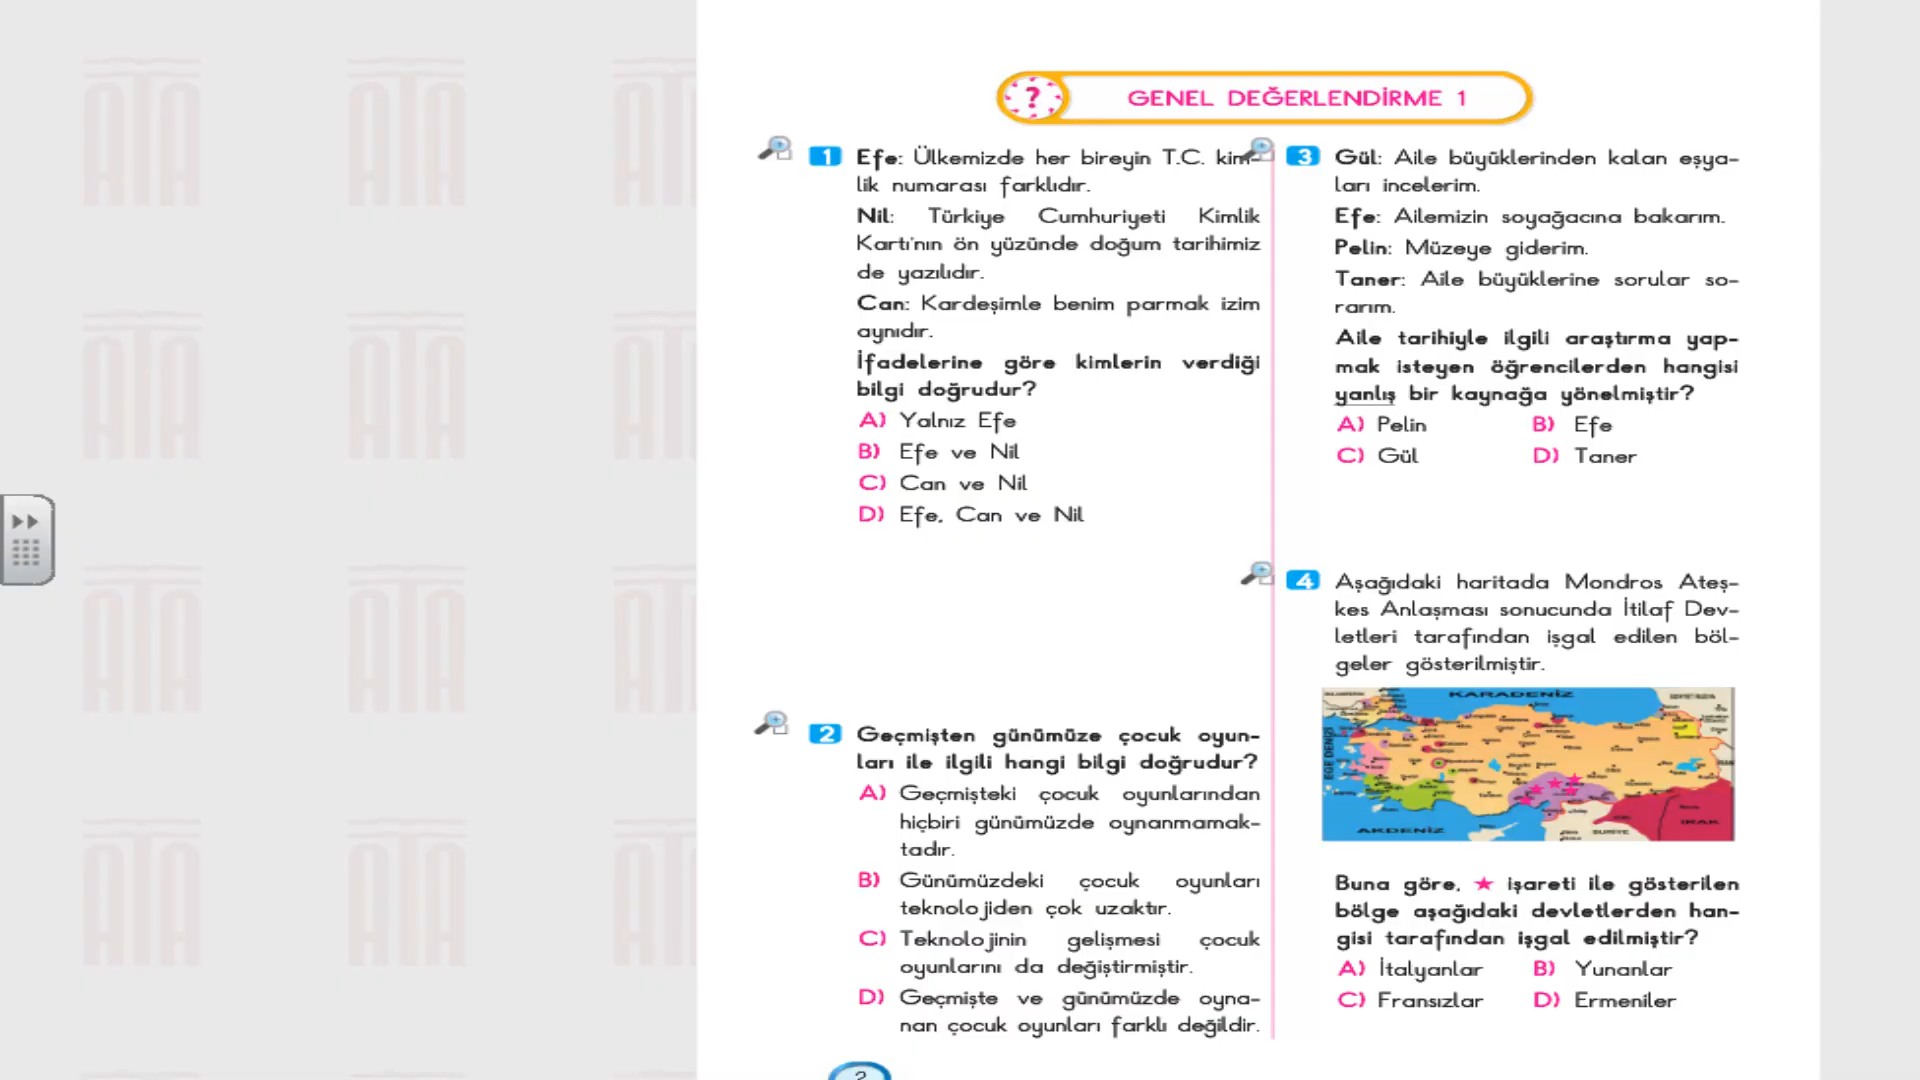 GENEL DEĞERLENDİRME 1
1 Efe: Ülkemizde her bireyin T.C. kim-
lik numarası farklıdır.
Nil: Türkiye Cumhuriyeti Kimlik
Kartı'nın ön yüzünde doğum tarihimiz
de yazılıdır.
Can: Kardeşimle benim parmak izim
aynıdır.
İfadelerine göre kimlerin verdiği
bilgi doğrudur?
A) Yalnız Efe
B) Efe ve Nil
C) Can ve Nil
D) Efe, Can ve Nil
2 Geçmişten günümüze çocuk oyun-
ları ile ilgili hangi bilgi doğrudur?
A) Geçmişteki çocuk oyunlarından
hiçbiri günümüzde oynanmamak-
tadır.
B) Günümüzdeki çocuk oyunları
teknolojiden çok uzaktır.
C) Teknolojinin gelişmesi çocuk
oyunlarını da değiştirmiştir.
D) Geçmişte ve günümüzde oyna-
nan çocuk oyunları farklı değildir.
3 Gül: Aile büyüklerinden kalan eşya-
ları incelerim.
Efe: Ailemizin soyağacına bakarım.
Pelin: Müzeye giderim.
Taner: Aile büyüklerine sorular so-
rarım.
Aile tarihiyle ilgili araştırma yap-
mak isteyen öğrencilerden hangisi
yanlış bir kaynağa yönelmiştir?
A) Pelin B) Efe
C) Gül D) Taner
4 Aşağıdaki haritada Mondros Ateş-
kes Anlaşması sonucunda İtilaf Dev-
letleri tarafından işgal edilen böl-
geler gösterilmiştir.
KARADENİZ
EGE DENİZİ
AKDENİZ
SURİYE
IRAK
Buna göre, ★ işareti ile gösterilen
bölge aşağıdaki devletlerden han-
gisi tarafından işgal edilmiştir?
A) İtalyanlar B) Yunanlar
C) Fransızlar D) Ermeniler
2